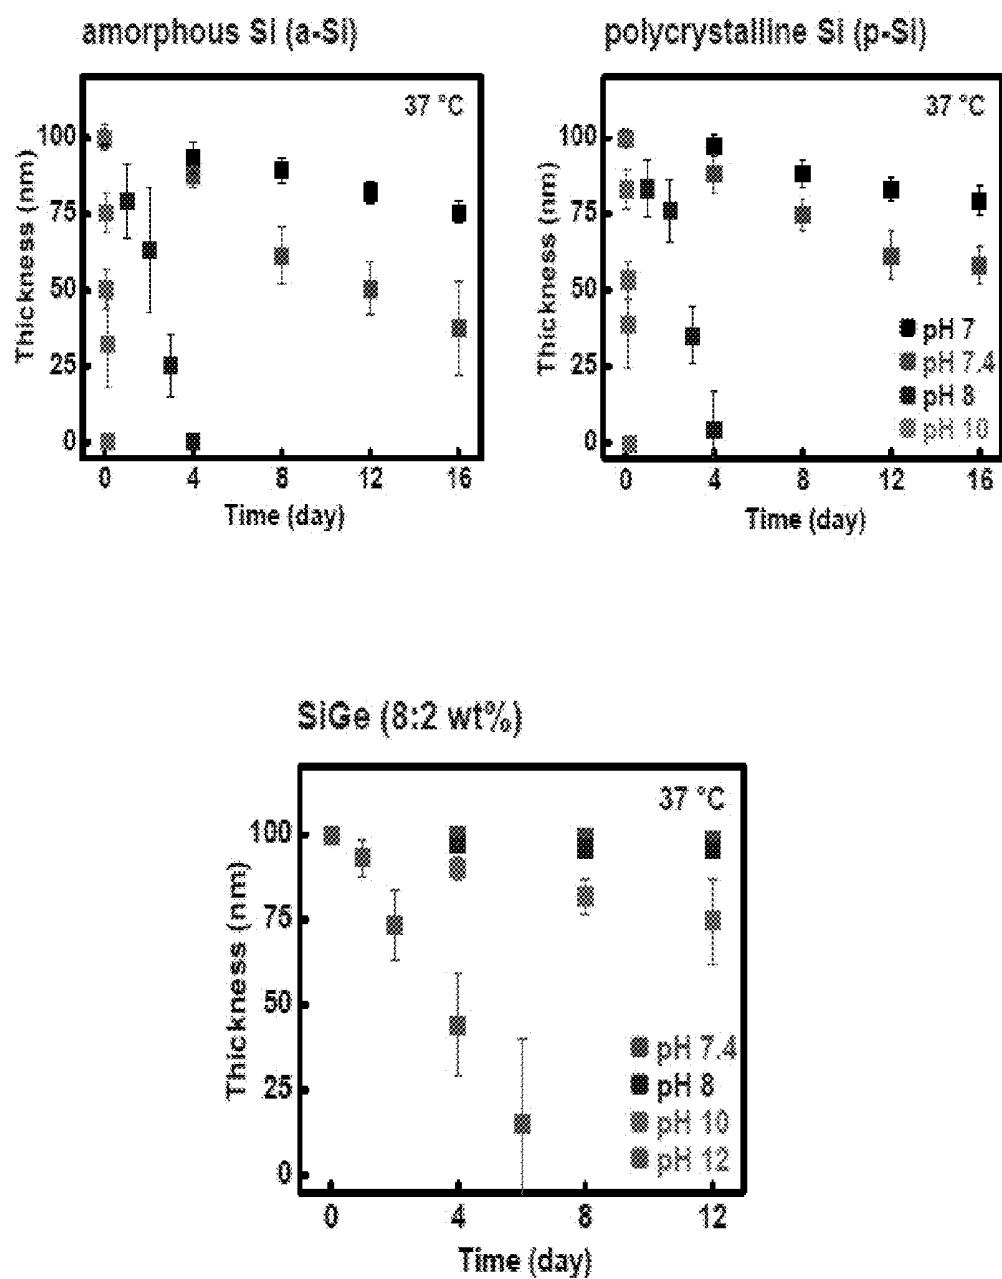 amorphous Si (a-Si)
37 °C
Thickness (nm)
100
75
50
25
0
0 4 8 12 16
Time (day)
polycrystalline Si (p-Si)
37 °C
Thickness (nm)
100
75
50
25
0
pH 7
pH 7.4
pH 8
pH 10
0 4 8 12 16
Time (day)
SiGe (8:2 wt%)
37 °C
Thickness (nm)
100
75
50
25
0
pH 7.4
pH 8
pH 10
pH 12
0 4 8 12
Time (day)